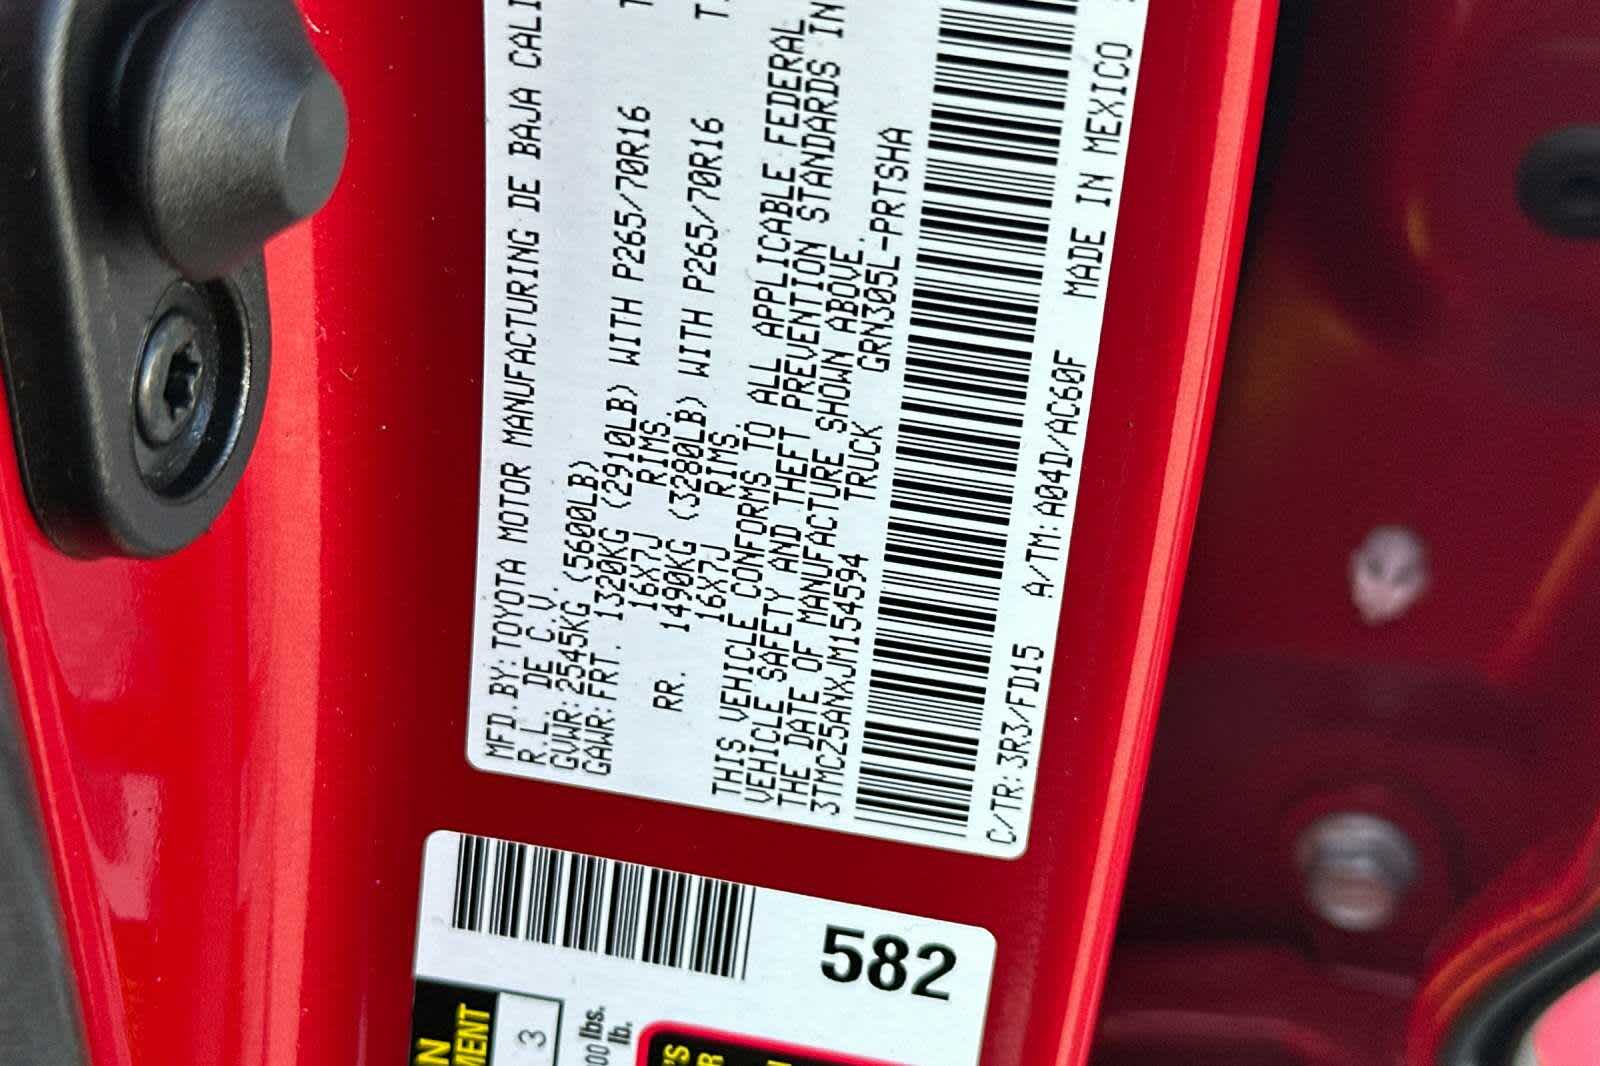 MFD.BY:TOYOTA MOTOR MANUFACTURING DE BAJA CALI
R.L. DE C.V.
GVWR:2545KG(5600LB)
GAWR:FRT. 1320KG (2910LB) WITH P265/70R16 T
16X7J RIMS.
RR. 1490KG (3280LB) WITH P265/70R16 T.
16X7J RIMS.
THIS VEHICLE CONFORMS TO ALL APPLICABLE FEDERAL
VEHICLE SAFETY AND THEFT PREVENTION STANDARDS IN
THE DATE OF MANUFACTURE SHOWN ABOVE.
3TMCZ5ANXJM154594 TRUCK GRN305L-PRTSHA
C/TR:3R3/FD15 A/TM:A04D/AC60F MADE IN MEXICO
582
3
00 lbs.
lb.